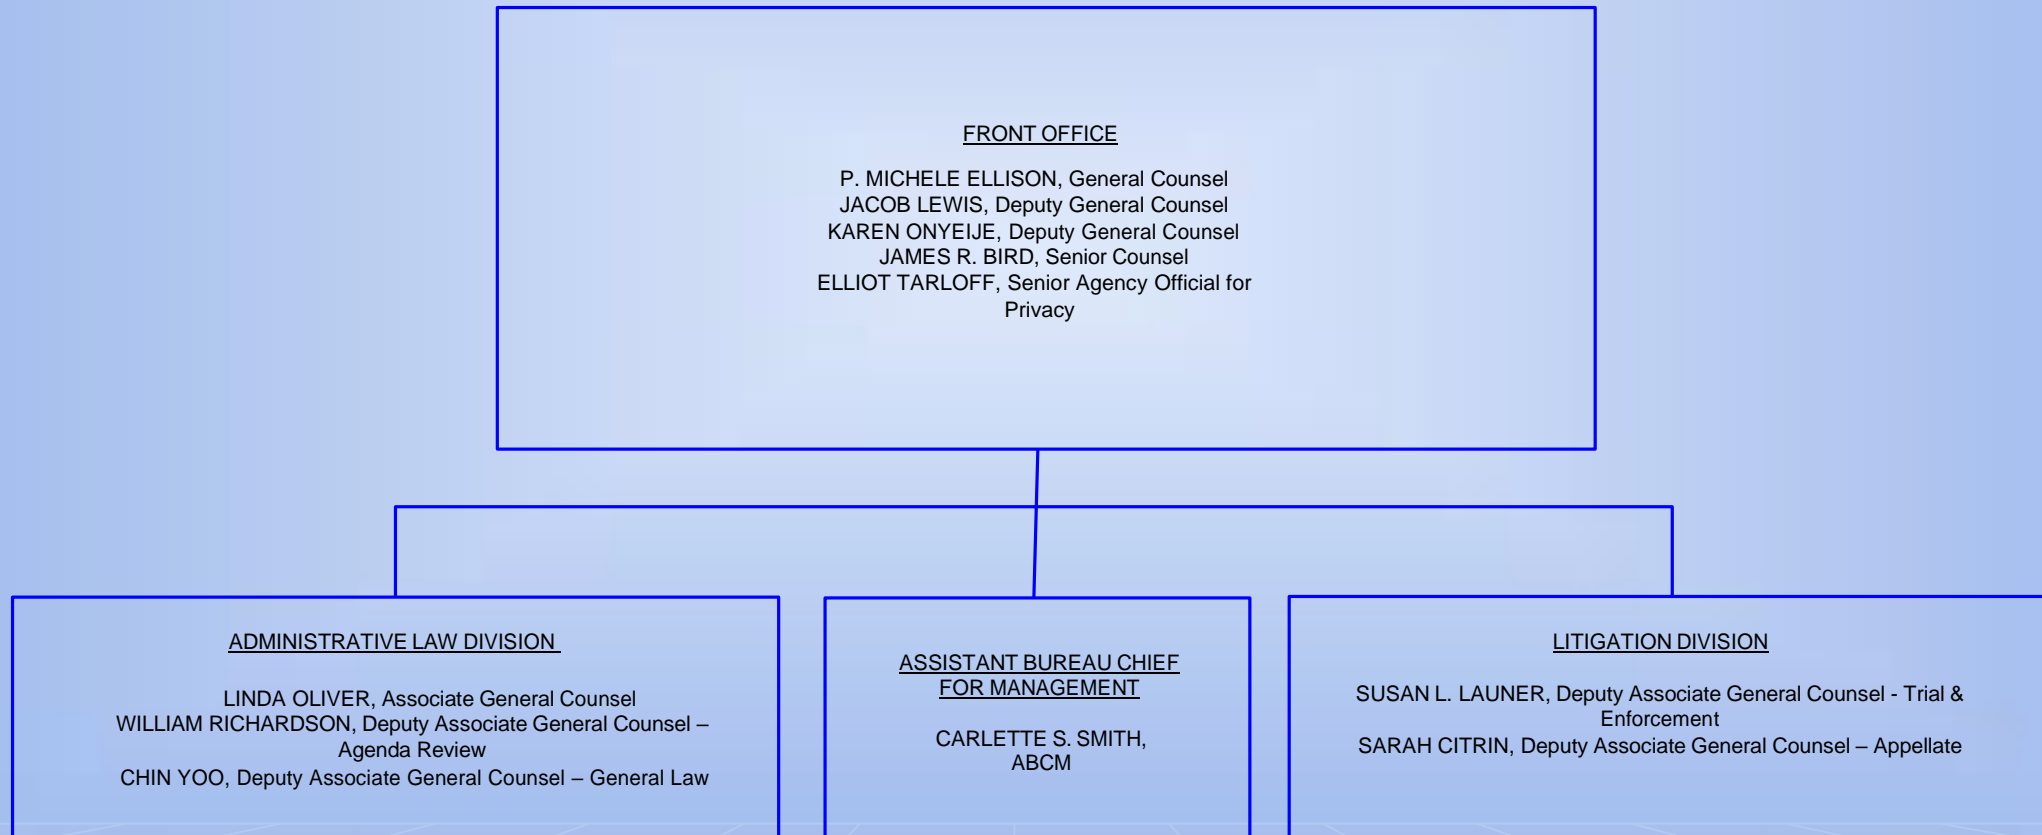 FRONT OFFICE
P. MICHELE ELLISON, General Counsel
JACOB LEWIS, Deputy General Counsel
KAREN ONYEIJE, Deputy General Counsel
JAMES R. BIRD, Senior Counsel
ELLIOT TARLOFF, Senior Agency Official for
Privacy
ADMINISTRATIVE LAW DIVISION
LINDA OLIVER, Associate General Counsel
WILLIAM RICHARDSON, Deputy Associate General Counsel –
Agenda Review
CHIN YOO, Deputy Associate General Counsel – General Law
ASSISTANT BUREAU CHIEF
FOR MANAGEMENT
CARLETTE S. SMITH,
ABCM
LITIGATION DIVISION
SUSAN L. LAUNER, Deputy Associate General Counsel - Trial &
Enforcement
SARAH CITRIN, Deputy Associate General Counsel – Appellate